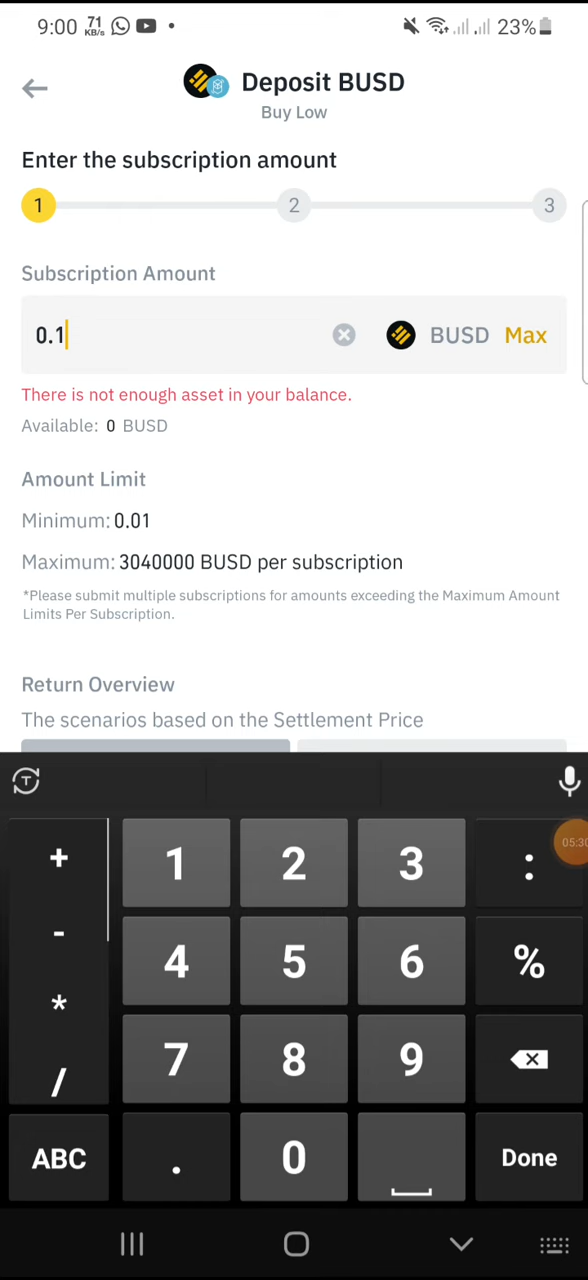 9:00 71 KB/s 23%
Deposit BUSD
Buy Low
Enter the subscription amount
1 2 3
Subscription Amount
0.1 BUSD Max
There is not enough asset in your balance.
Available: 0 BUSD
Amount Limit
Minimum: 0.01
Maximum: 3040000 BUSD per subscription
*Please submit multiple subscriptions for amounts exceeding the Maximum Amount
Limits Per Subscription.
Return Overview
The scenarios based on the Settlement Price
T
+ 1 2 3 :
05:30
- 4 5 6 %
* 7 8 9
/
ABC . 0 Done